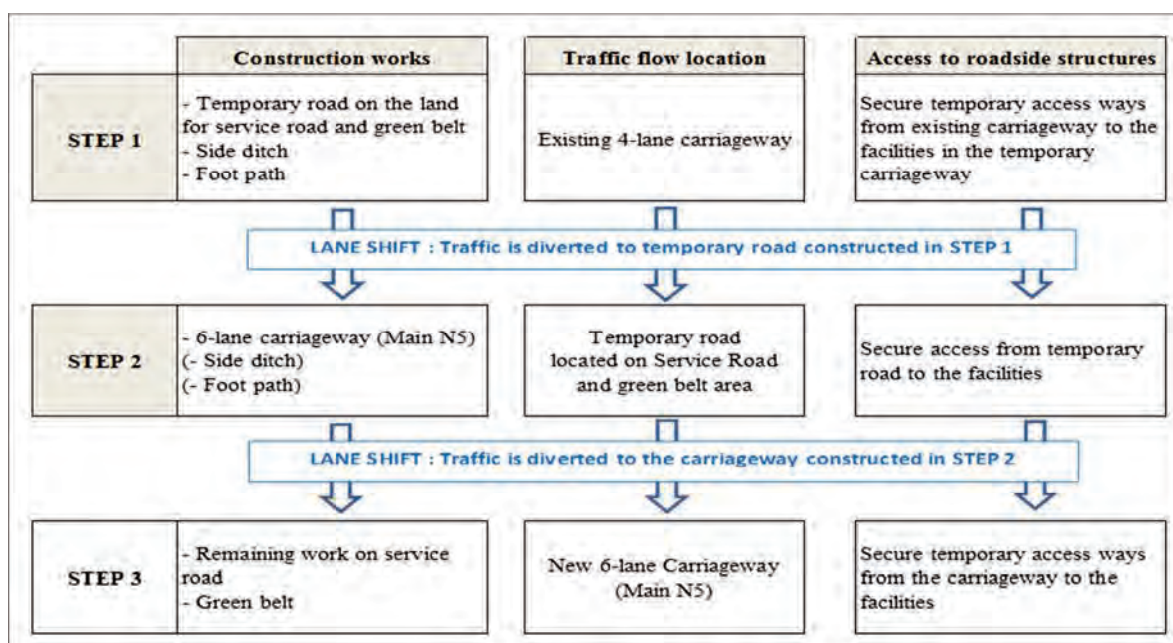 Construction works
Traffic flow location
Access to roadside structures
STEP 1
- Temporary road on the land
for service road and green belt
- Side ditch
- Foot path
Existing 4-lane carriageway
Secure temporary access ways
from existing carriageway to the
facilities in the temporary
carriageway
LANE SHIFT : Traffic is diverted to temporary road constructed in STEP 1
STEP 2
- 6-lane carriageway (Main N5)
(- Side ditch)
(- Foot path)
Temporary road
located on Service Road
and green belt area
Secure access from temporary
road to the facilities
LANE SHIFT : Traffic is diverted to the carriageway constructed in STEP 2
STEP 3
- Remaining work on service
road
- Green belt
New 6-lane Carriageway
(Main N5)
Secure temporary access ways
from the carriageway to the
facilities